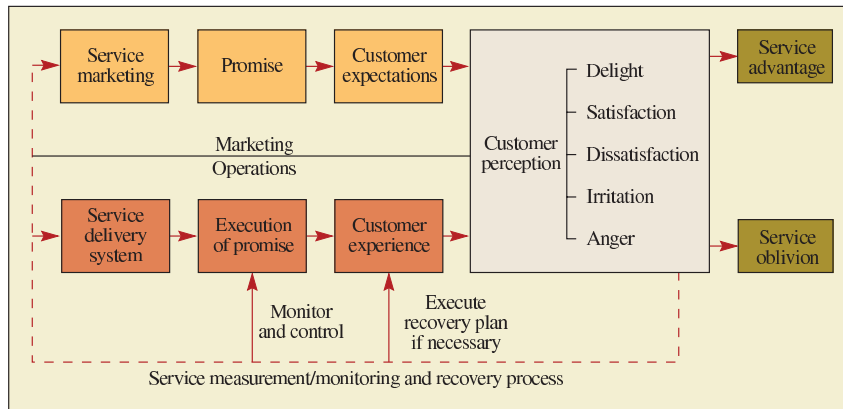 Service
marketing
Promise
Customer
expectations
Service
advantage
Customer
perception
Delight
Satisfaction
Dissatisfaction
Irritation
Anger
Marketing
Operations
Service
delivery
system
Execution
of promise
Customer
experience
Service
oblivion
Monitor
and control
Execute
recovery plan
if necessary
Service measurement/monitoring and recovery process